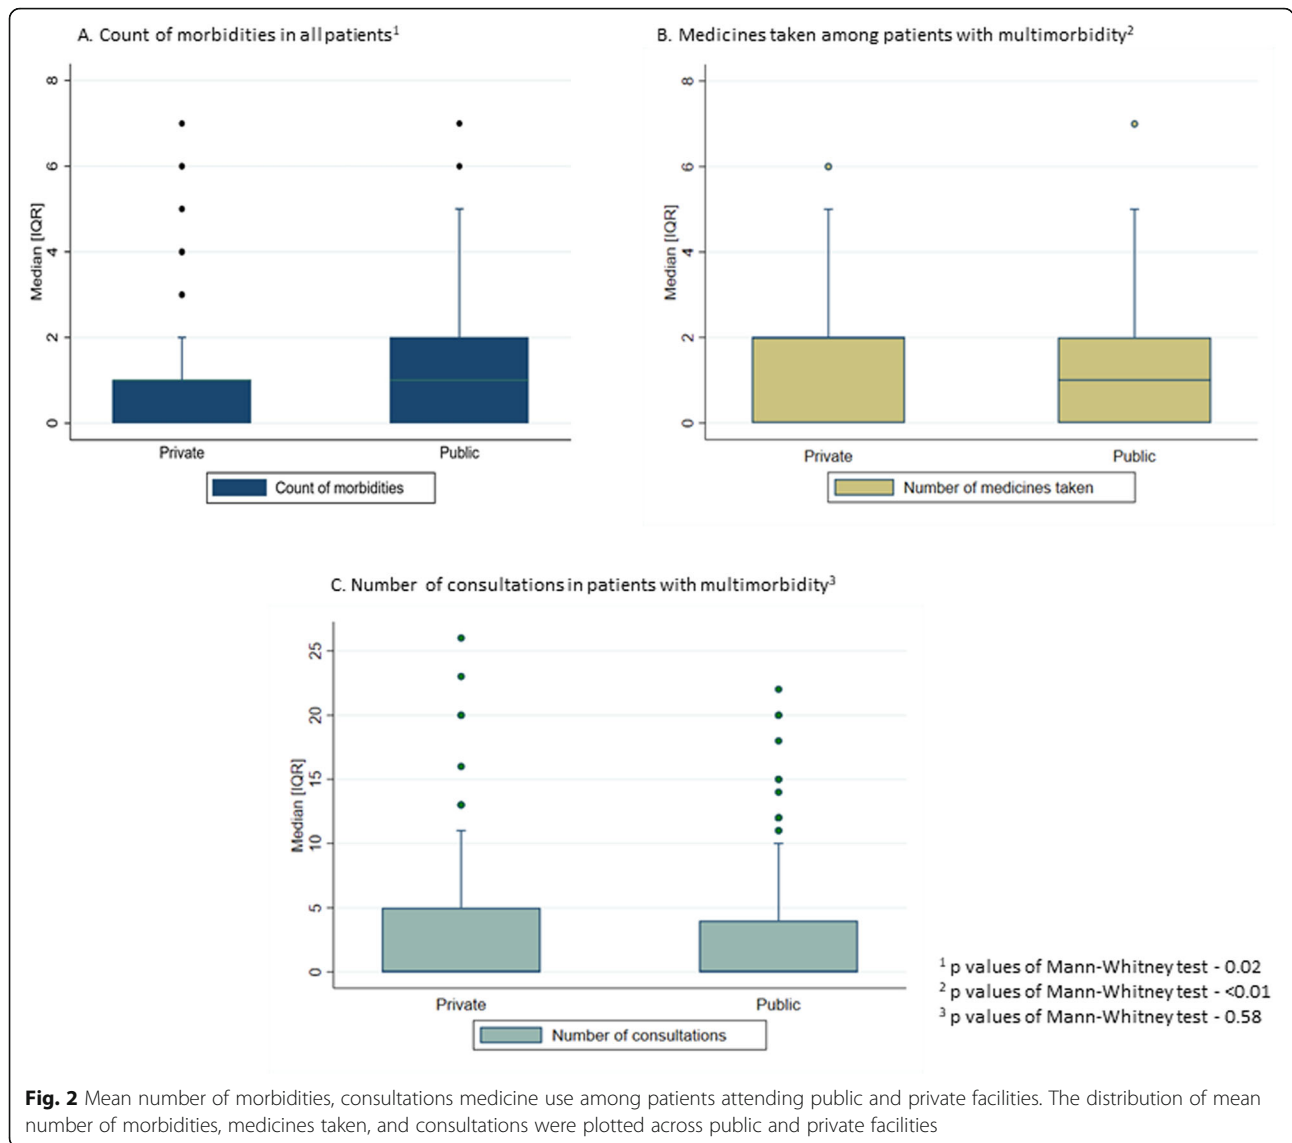 A. Count of morbidities in all patients¹
8
6
4
2
0
Median [IQR]
Private
Public
Count of morbidities
B. Medicines taken among patients with multimorbidity²
8
6
4
2
0
Median [IQR]
Private
Public
Number of medicines taken
C. Number of consultations in patients with multimorbidity³
25
20
15
10
5
0
Median [IQR]
Private
Public
Number of consultations
¹ p values of Mann-Whitney test - 0.02
² p values of Mann-Whitney test - <0.01
³ p values of Mann-Whitney test - 0.58
Fig. 2 Mean number of morbidities, consultations medicine use among patients attending public and private facilities. The distribution of mean
number of morbidities, medicines taken, and consultations were plotted across public and private facilities